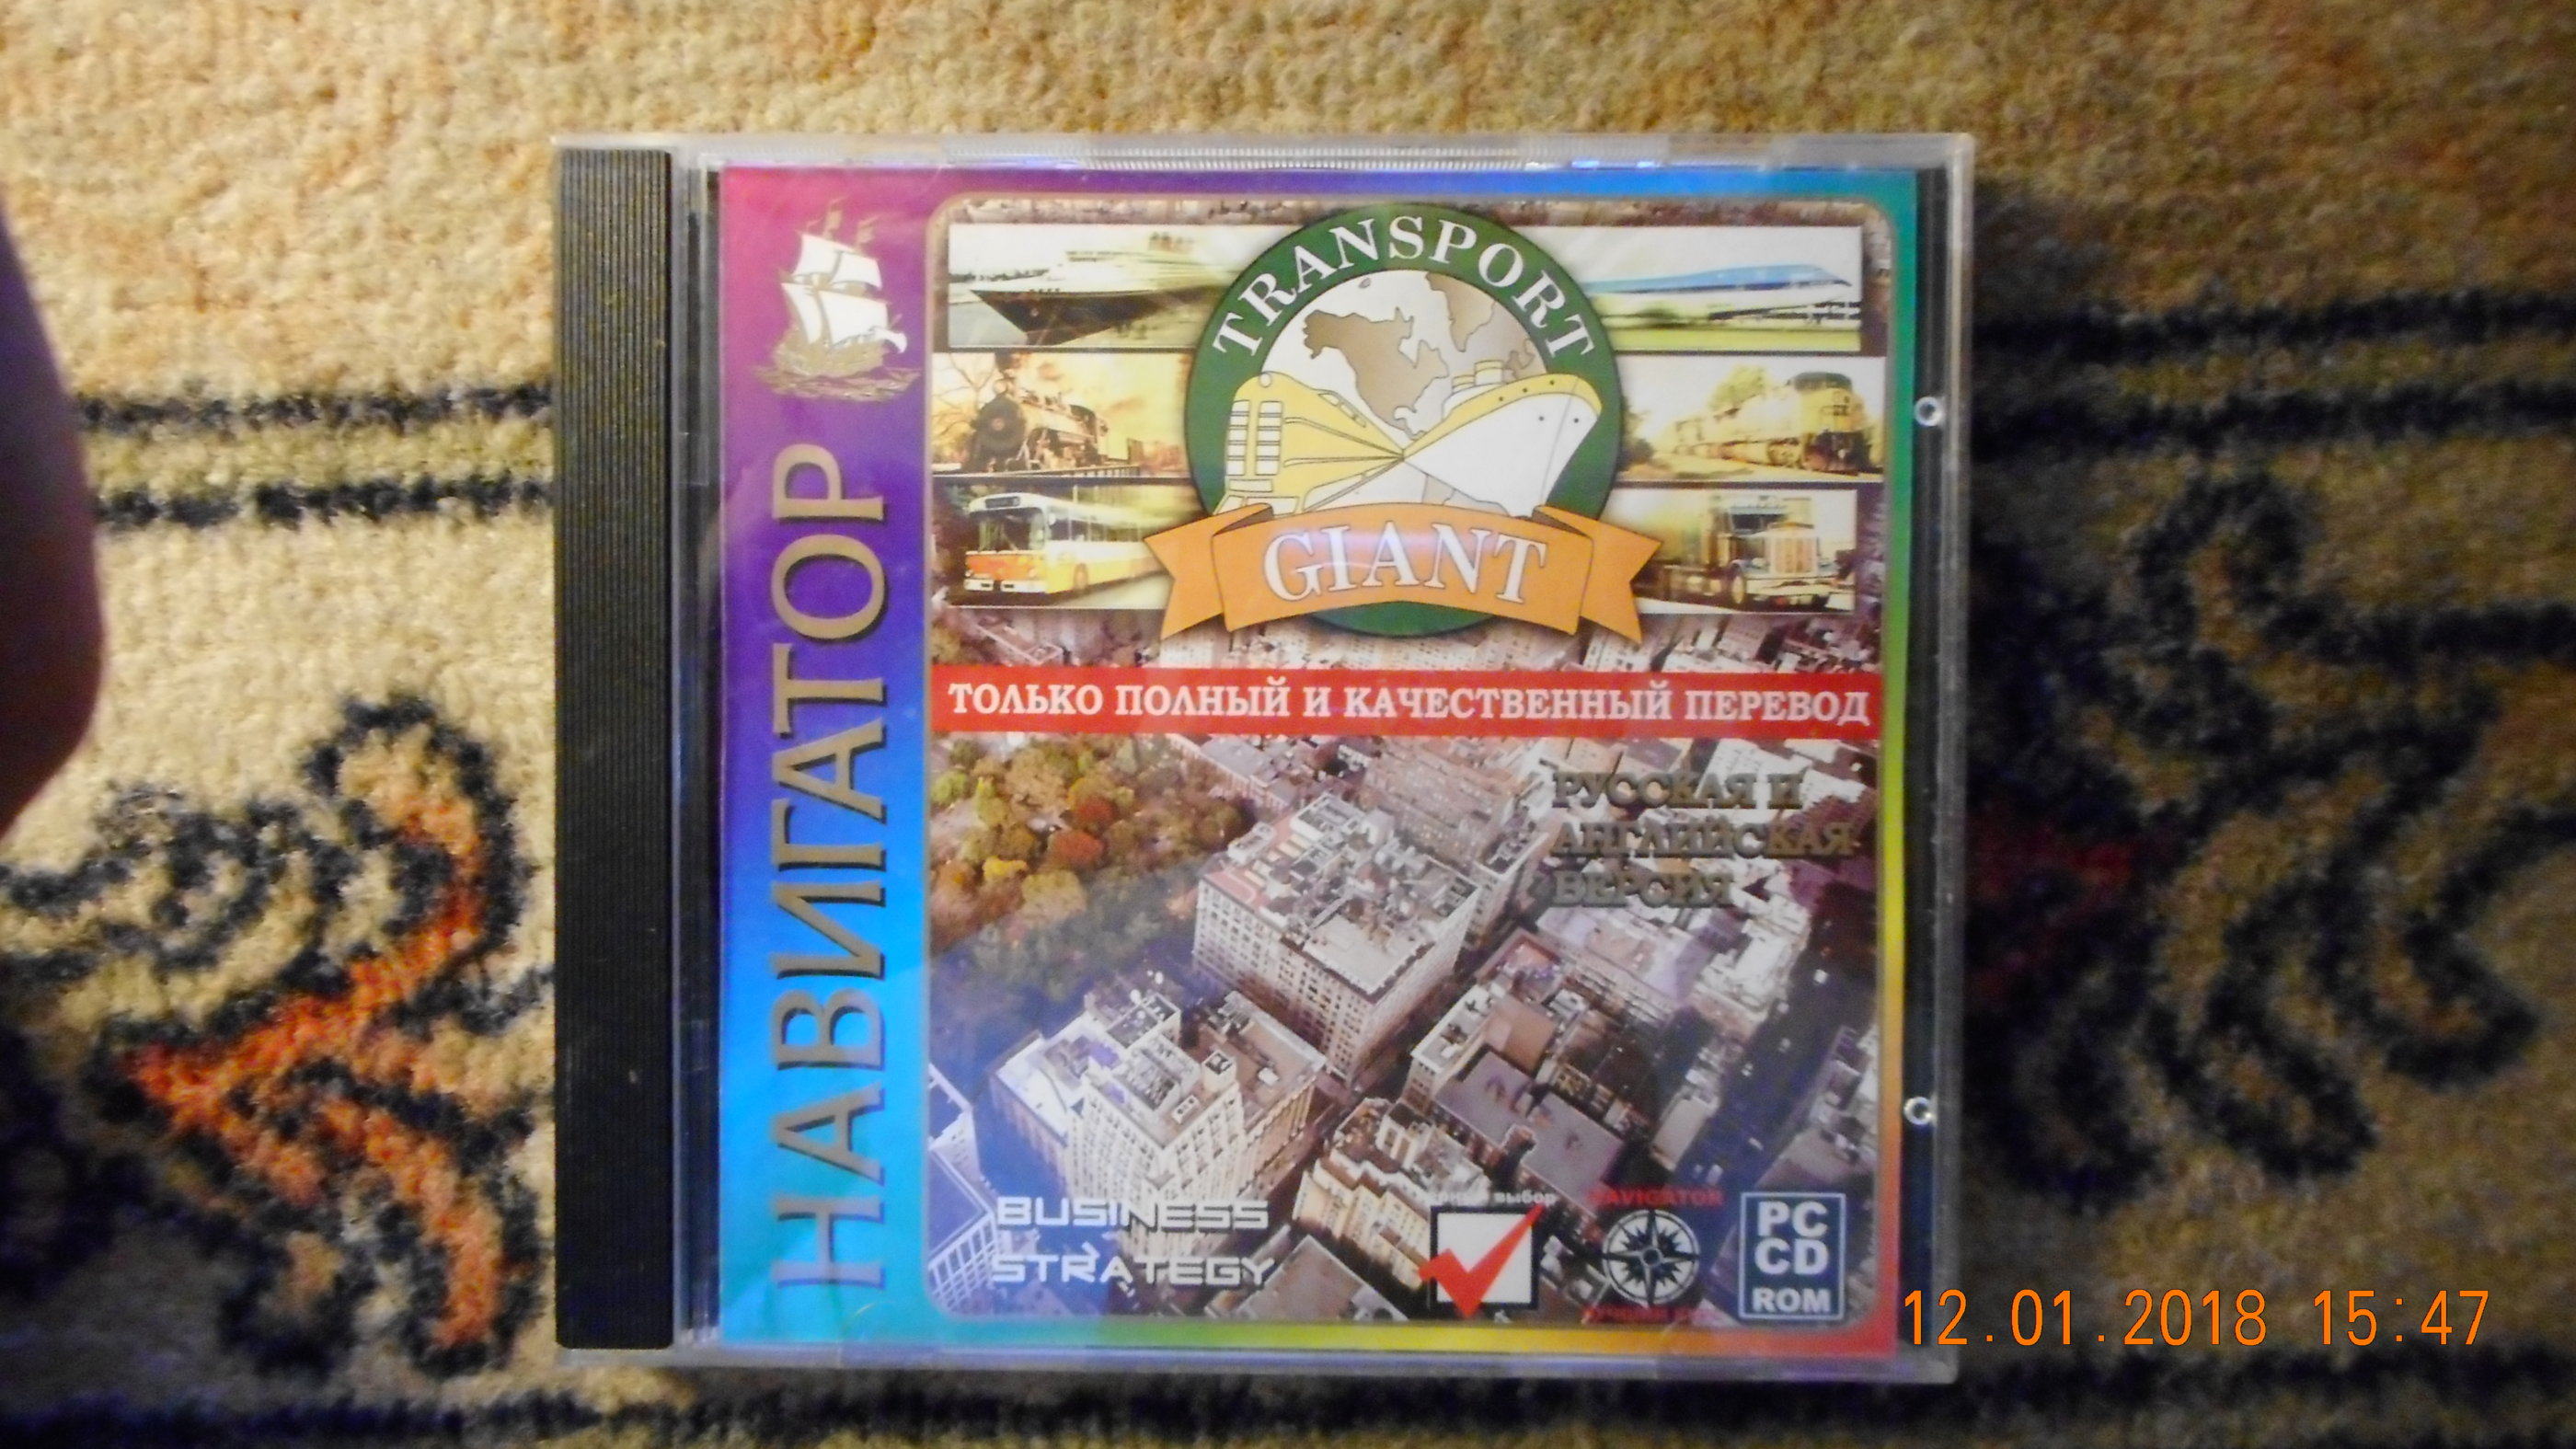 НАВИГАТОР
TRANSPORT
GIANT
ТОЛЬКО ПОЛНЫЙ И КАЧЕСТВЕННЫЙ ПЕРЕВОД
РУССКАЯ И
АНГЛИЙСКАЯ
ВЕРСИЯ
BUSINESS
STRATEGY
выбор
NAVIGATOR
PC
CD
ROM
12.01.2018 15:47